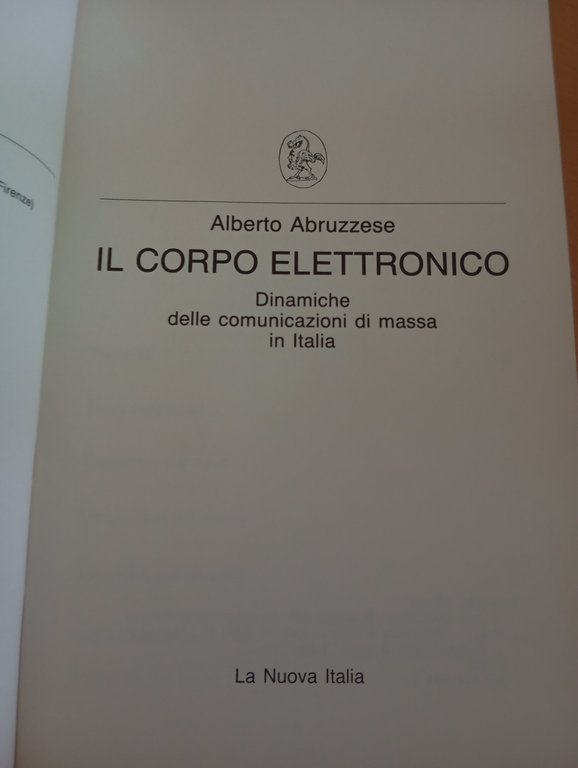 Firenze)
Alberto Abruzzese
IL CORPO ELETTRONICO
Dinamiche
delle comunicazioni di massa
in Italia
La Nuova Italia